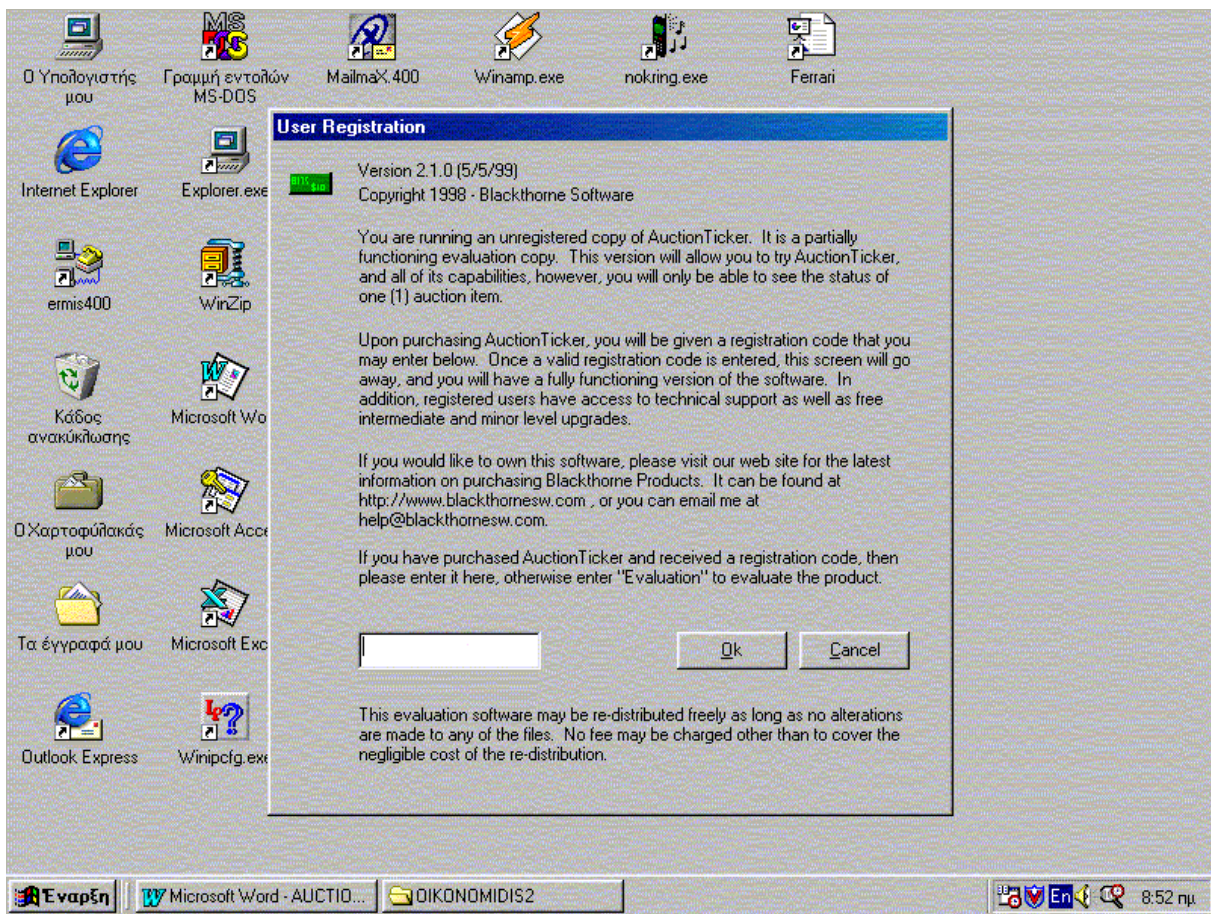 Ο Υπολογιστής
μου
Γραμμή εντολών
MS-DOS
MailmaX.400
Winamp.exe
nokring.exe
Ferrari
Internet Explorer
Explorer.exe
ermis400
WinZip
Κάδος
ανακύκλωσης
Microsoft Wo
Ο Χαρτοφύλακάς
μου
Microsoft Acce
Τα έγγραφά μου
Microsoft Exc
Outlook Express
Winipcfg.exe
User Registration
Version 2.1.0 (5/5/99)
Copyright 1998 - Blackthorne Software
You are running an unregistered copy of AuctionTicker. It is a partially
functioning evaluation copy. This version will allow you to try AuctionTicker,
and all of its capabilities, however, you will only be able to see the status of
one (1) auction item.
Upon purchasing AuctionTicker, you will be given a registration code that you
may enter below. Once a valid registration code is entered, this screen will go
away, and you will have a fully functioning version of the software. In
addition, registered users have access to technical support as well as free
intermediate and minor level upgrades.
If you would like to own this software, please visit our web site for the latest
information on purchasing Blackthorne Products. It can be found at
http://www.blackthornesw.com , or you can email me at
help@blackthornesw.com.
If you have purchased AuctionTicker and received a registration code, then
please enter it here, otherwise enter "Evaluation" to evaluate the product.
Ok
Cancel
This evaluation software may be re-distributed freely as long as no alterations
are made to any of the files. No fee may be charged other than to cover the
negligible cost of the re-distribution.
Έναρξη
Microsoft Word - AUCTIO...
OIKONOMIDIS2
En
8:52 πμ